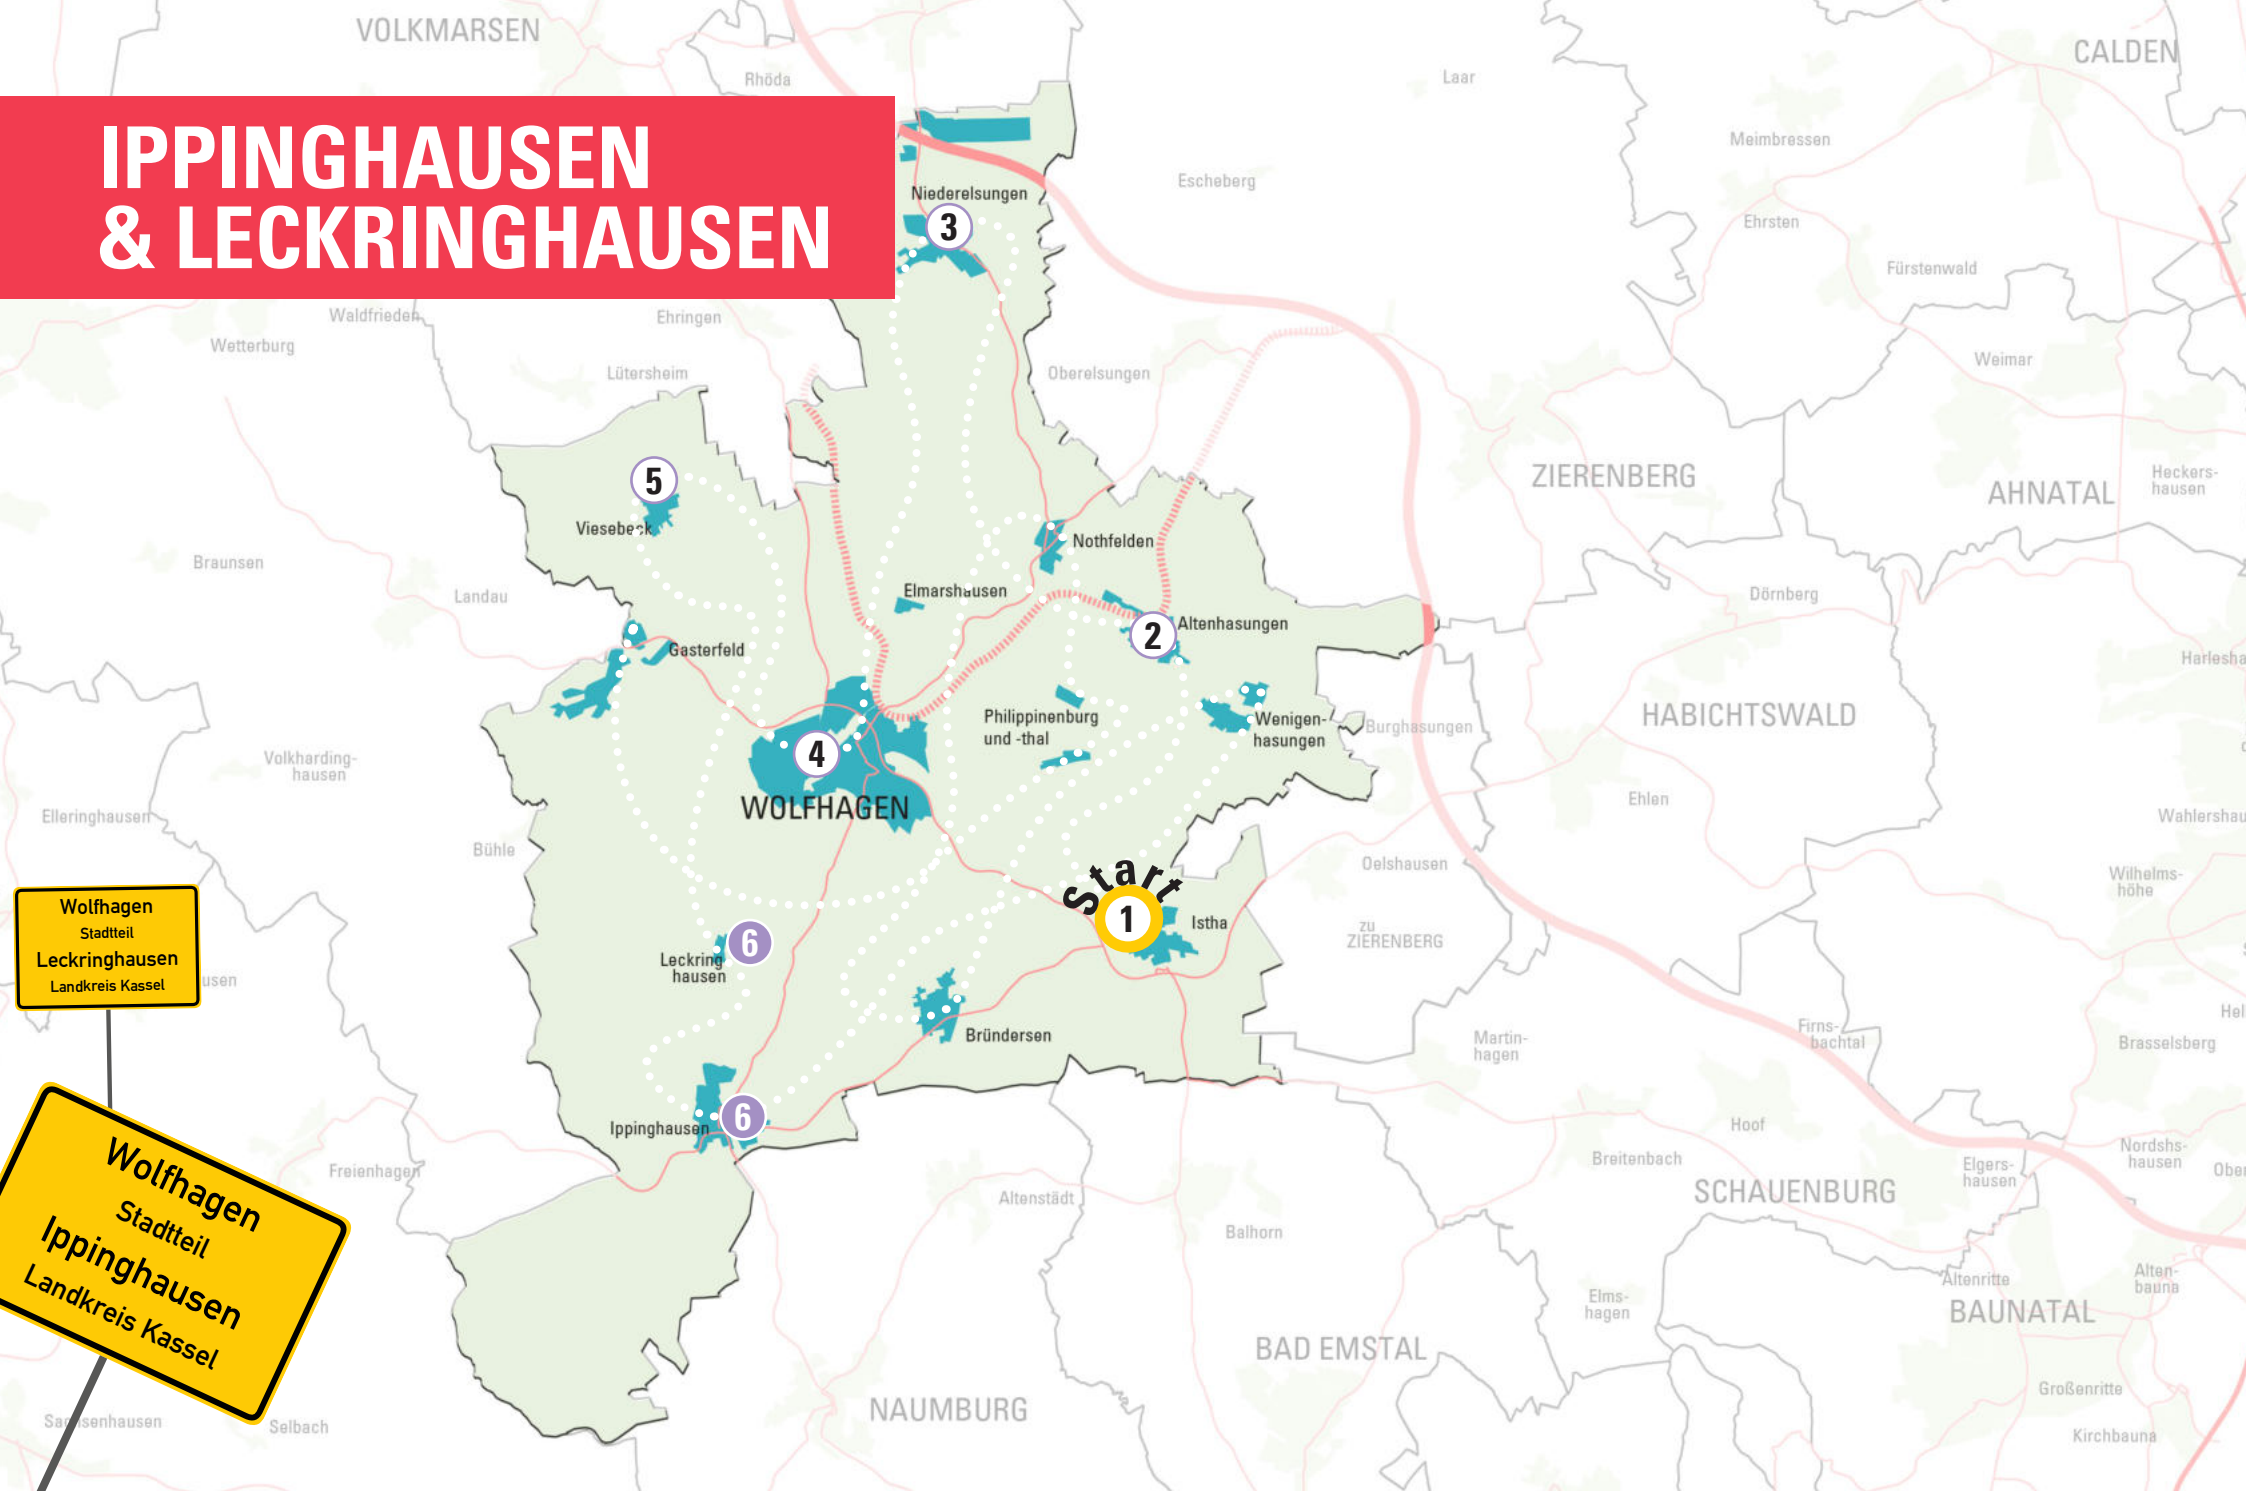 VOLKMARSEN
CALDEN
Rhöda
Laar
IPPINGHAUSEN
& LECKRINGHAUSEN
Meimbressen
Escheberg
Niederelsungen
3
Ehrsten
Fürstenwald
Waldfrieden
Ehringen
Wetterburg
Weimar
Lütersheim
Oberelsungen
5
ZIERENBERG
AHNATAL
Heckers-
hausen
Viesebeck
Nothfelden
Braunsen
Landau
Elmarshausen
Dörnberg
2
Altenhasungen
Gasterfeld
Philippinenburg
und -thal
Wenigen-
hasungen
Burghasungen
HABICHTSWALD
4
WOLFHAGEN
Volkharding-
hausen
Elleringhausen
Ehlen
Bühle
Oelshausen
Wilhelms-
höhe
Start
1
Istha
zu
ZIERENBERG
Wolfhagen
Stadtteil
Leckringhausen
Landkreis Kassel
usen
6
Leckring
hausen
Bründersen
Martin-
hagen
Firns-
bachtal
Brasselsberg
6
Ippinghausen
Hoof
Breitenbach
Elgers-
hausen
Nordshs-
hausen
SCHAUENBURG
Freienhagen
Altenstädt
Balhorn
Wolfhagen
Stadtteil
Ippinghausen
Landkreis Kassel
Altenritte
Alten-
bauna
Elms-
hagen
BAUNATAL
BAD EMSTAL
Großenritte
NAUMBURG
Kirchbauna
Selbach